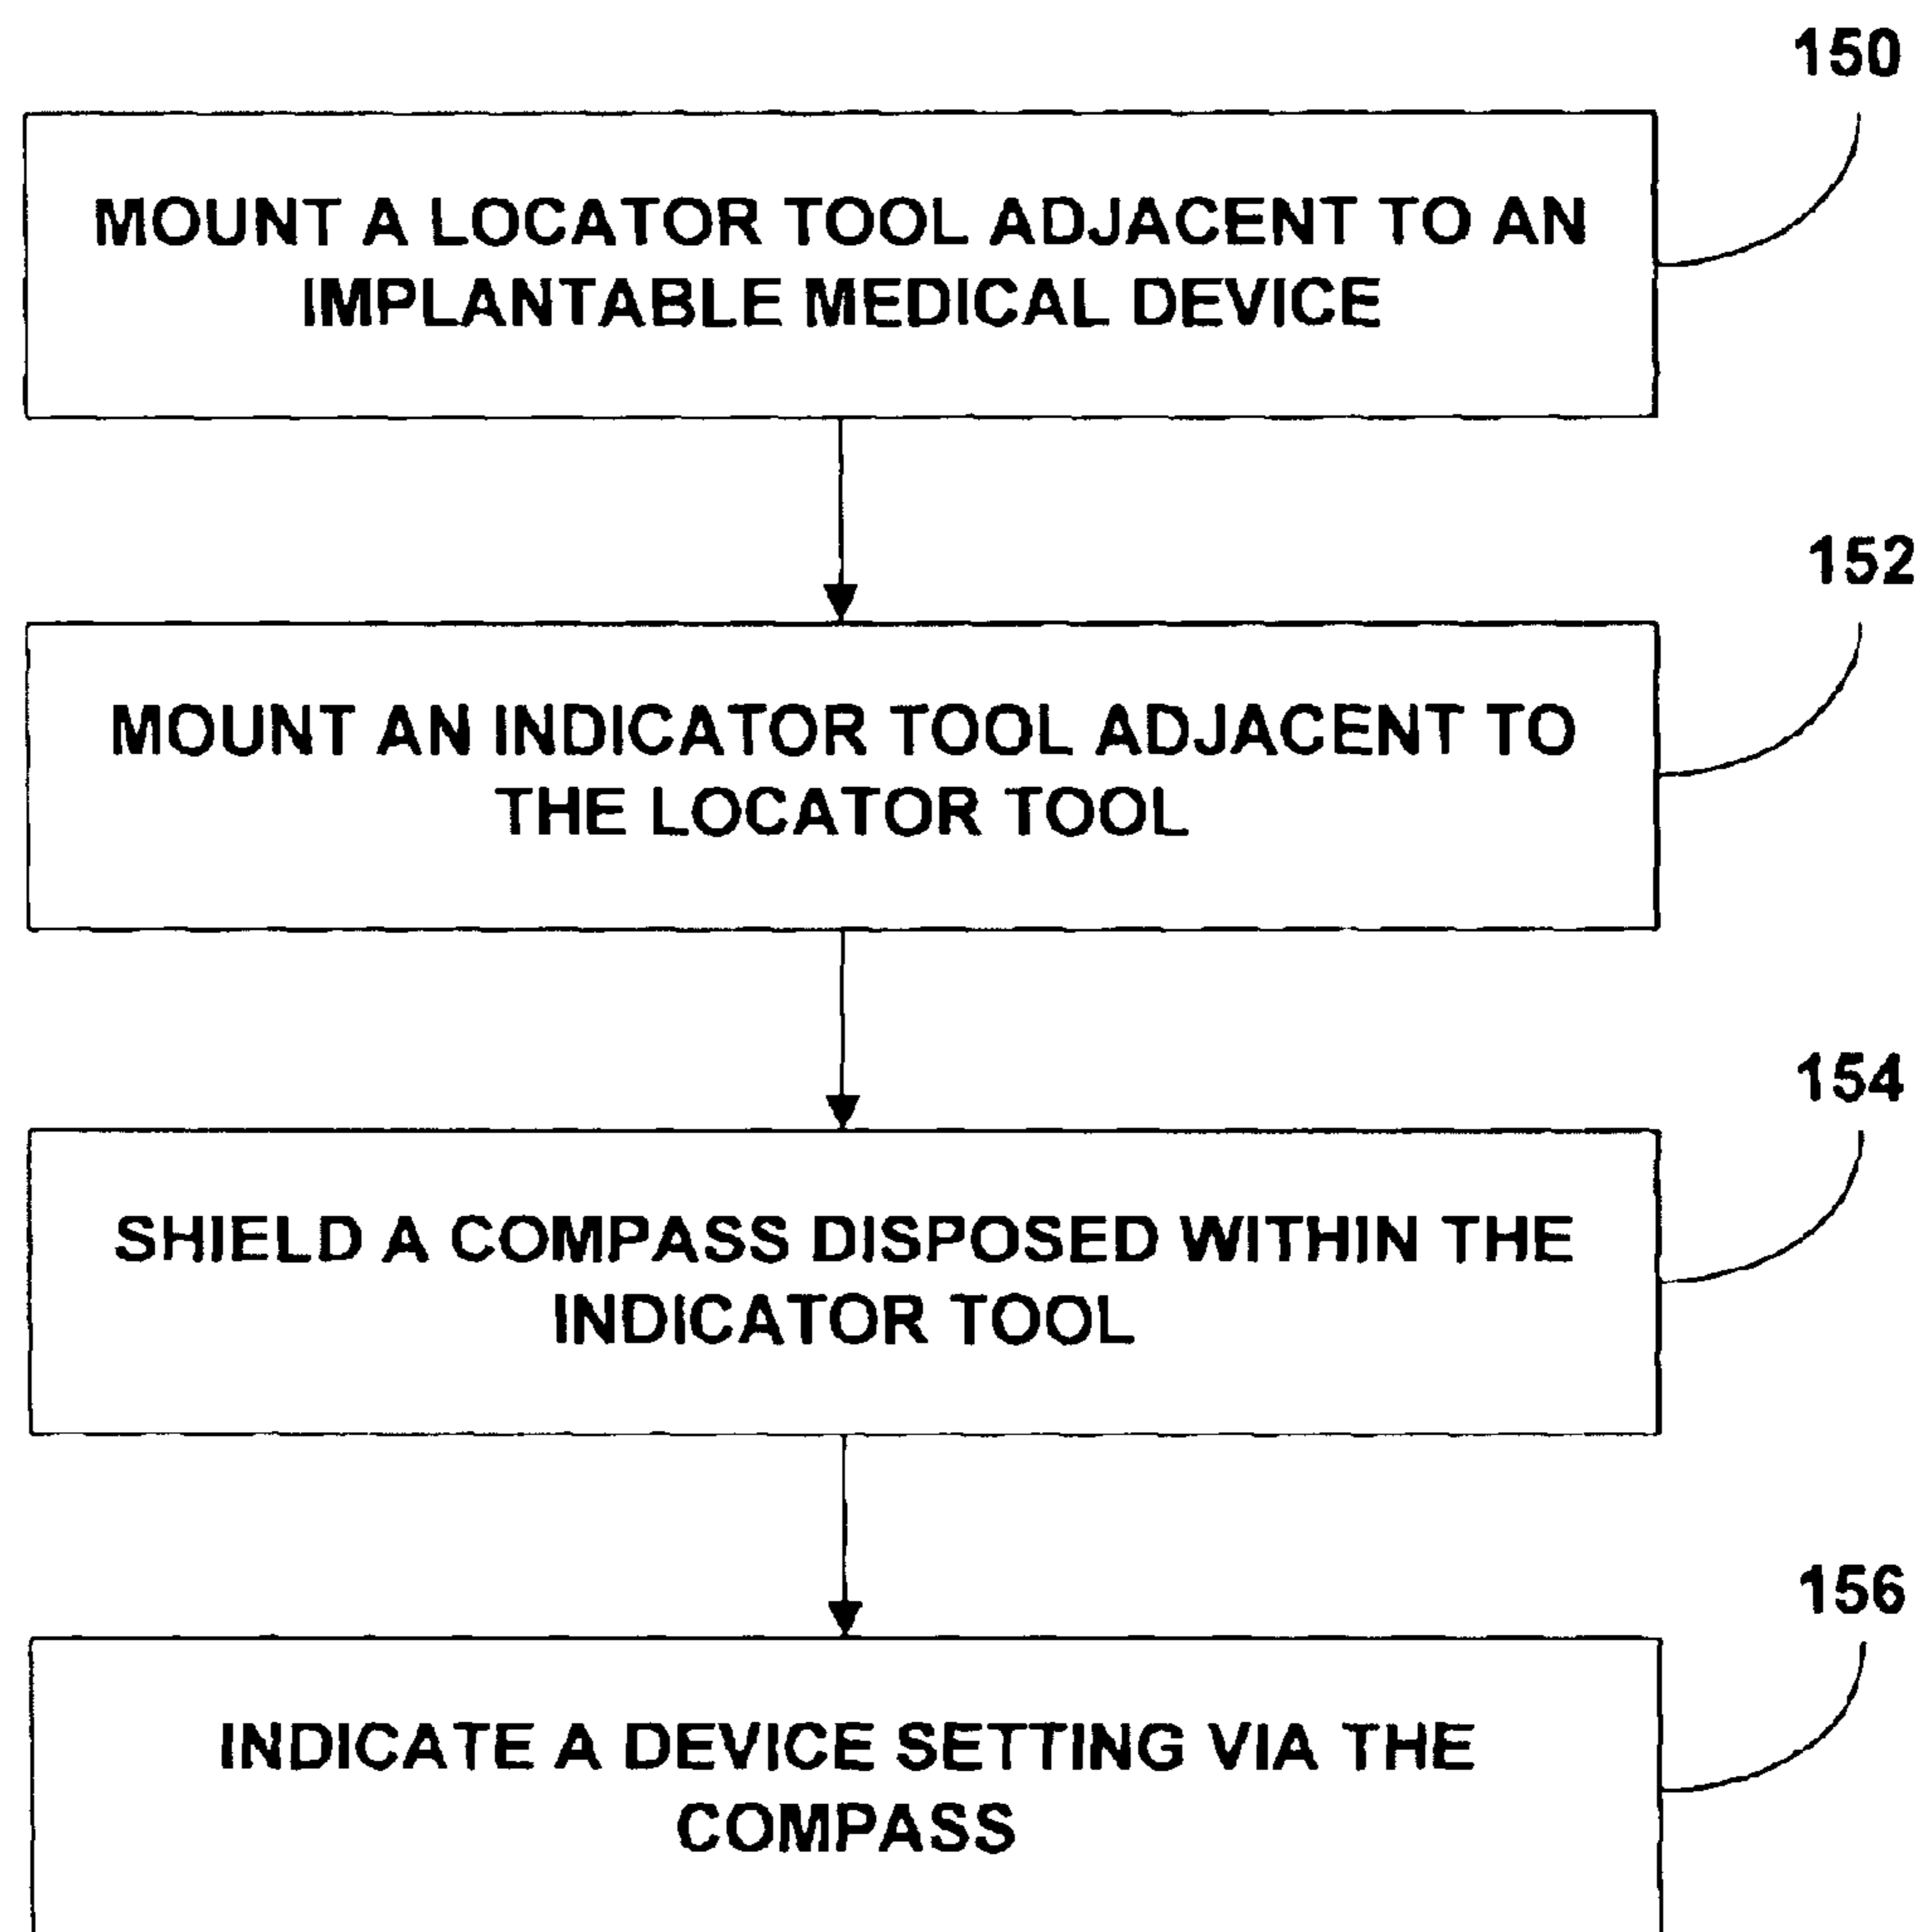 150
MOUNT A LOCATOR TOOL ADJACENT TO AN
IMPLANTABLE MEDICAL DEVICE
152
MOUNT AN INDICATOR TOOL ADJACENT TO
THE LOCATOR TOOL
154
SHIELD A COMPASS DISPOSED WITHIN THE
INDICATOR TOOL
156
INDICATE A DEVICE SETTING VIA THE
COMPASS